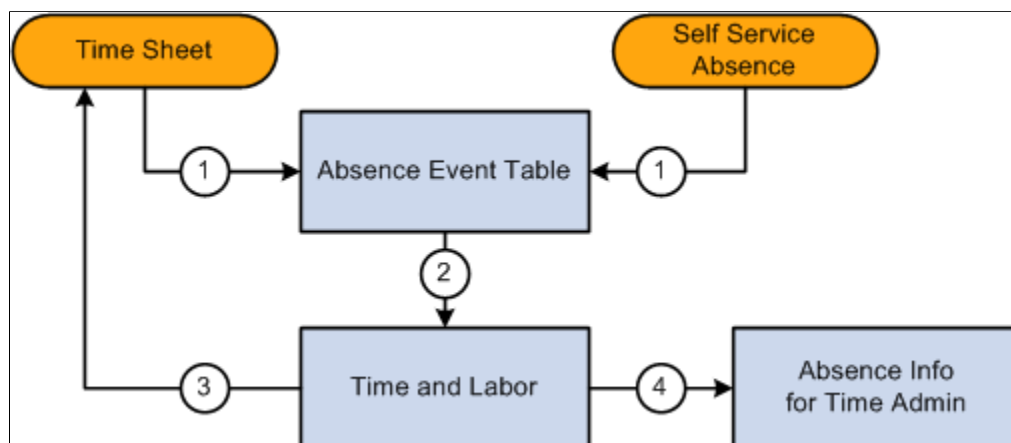 Time Sheet
Self Service
Absence
1
Absence Event Table
1
2
3
Time and Labor
4
Absence Info
for Time Admin